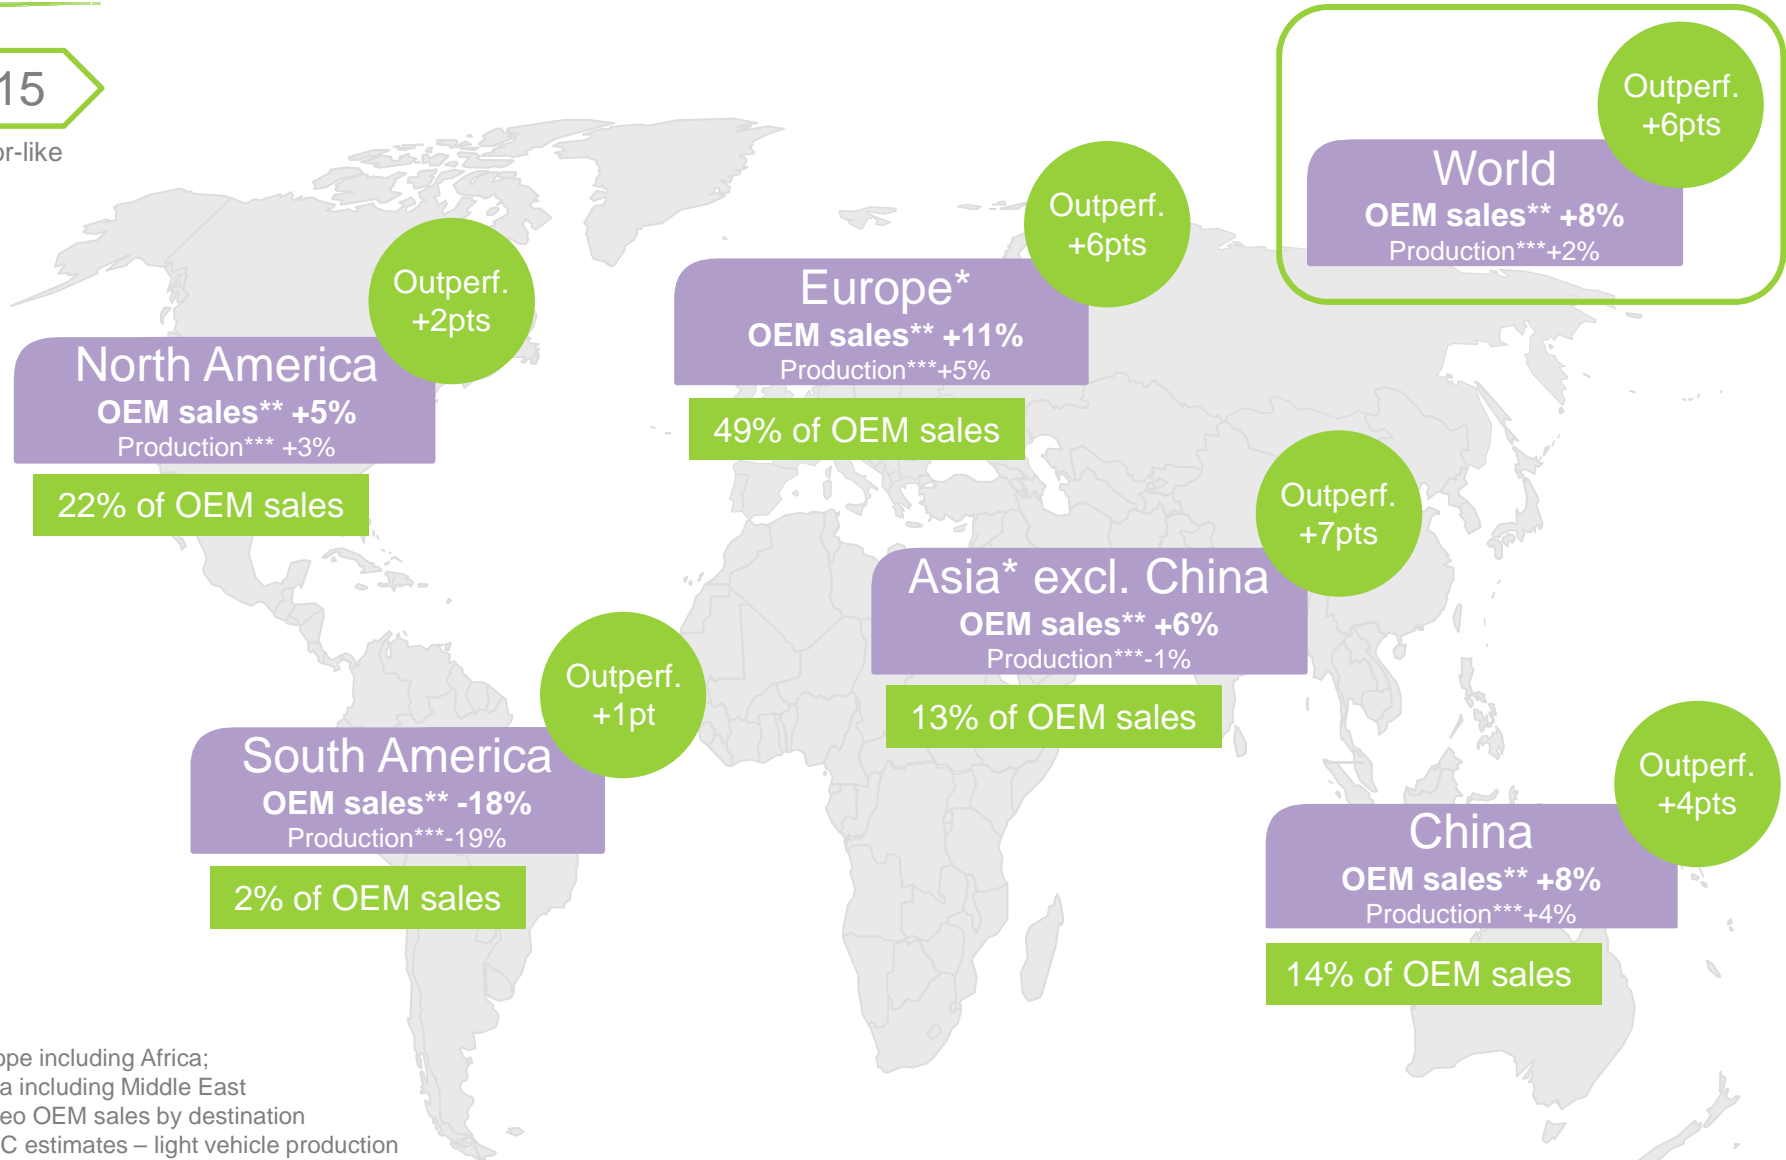 15
or-like
Outperf.
+6pts
World
OEM sales** +8%
Production***+2%
Outperf.
+6pts
Europe*
OEM sales** +11%
Production***+5%
49% of OEM sales
Outperf.
+2pts
North America
OEM sales** +5%
Production*** +3%
22% of OEM sales
Outperf.
+7pts
Asia* excl. China
OEM sales** +6%
Production***-1%
13% of OEM sales
Outperf.
+1pt
South America
OEM sales** -18%
Production***-19%
2% of OEM sales
Outperf.
+4pts
China
OEM sales** +8%
Production***+4%
14% of OEM sales
ope including Africa;
a including Middle East
eo OEM sales by destination
C estimates – light vehicle production